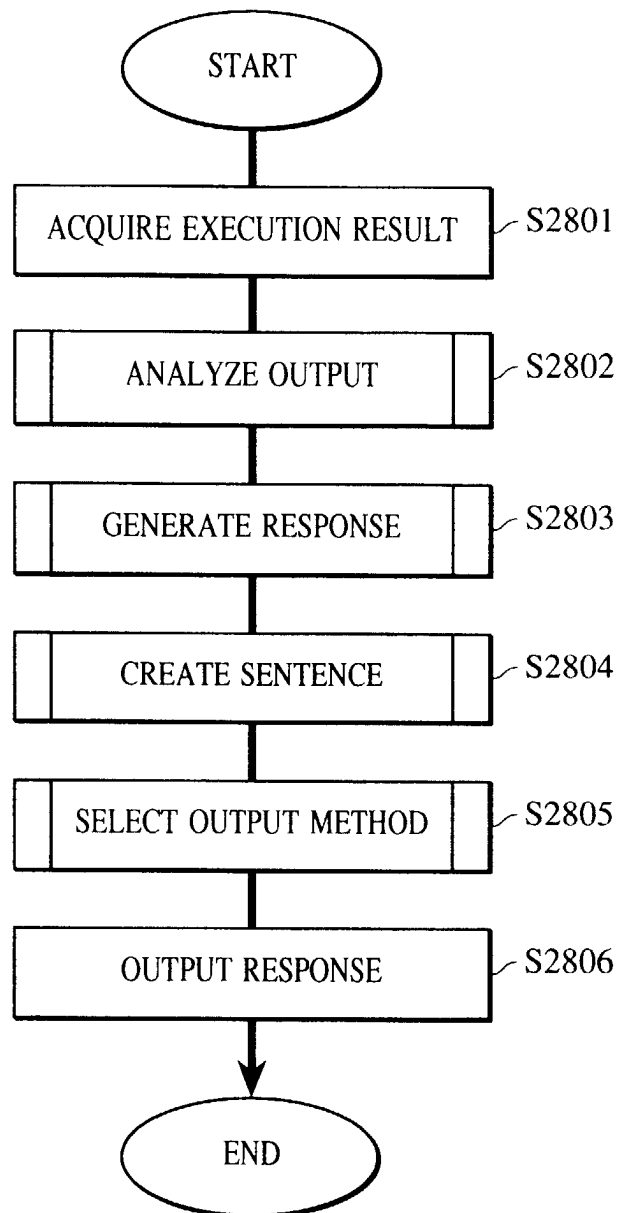 START
ACQUIRE EXECUTION RESULT S2801
ANALYZE OUTPUT S2802
GENERATE RESPONSE S2803
CREATE SENTENCE S2804
SELECT OUTPUT METHOD S2805
OUTPUT RESPONSE S2806
END